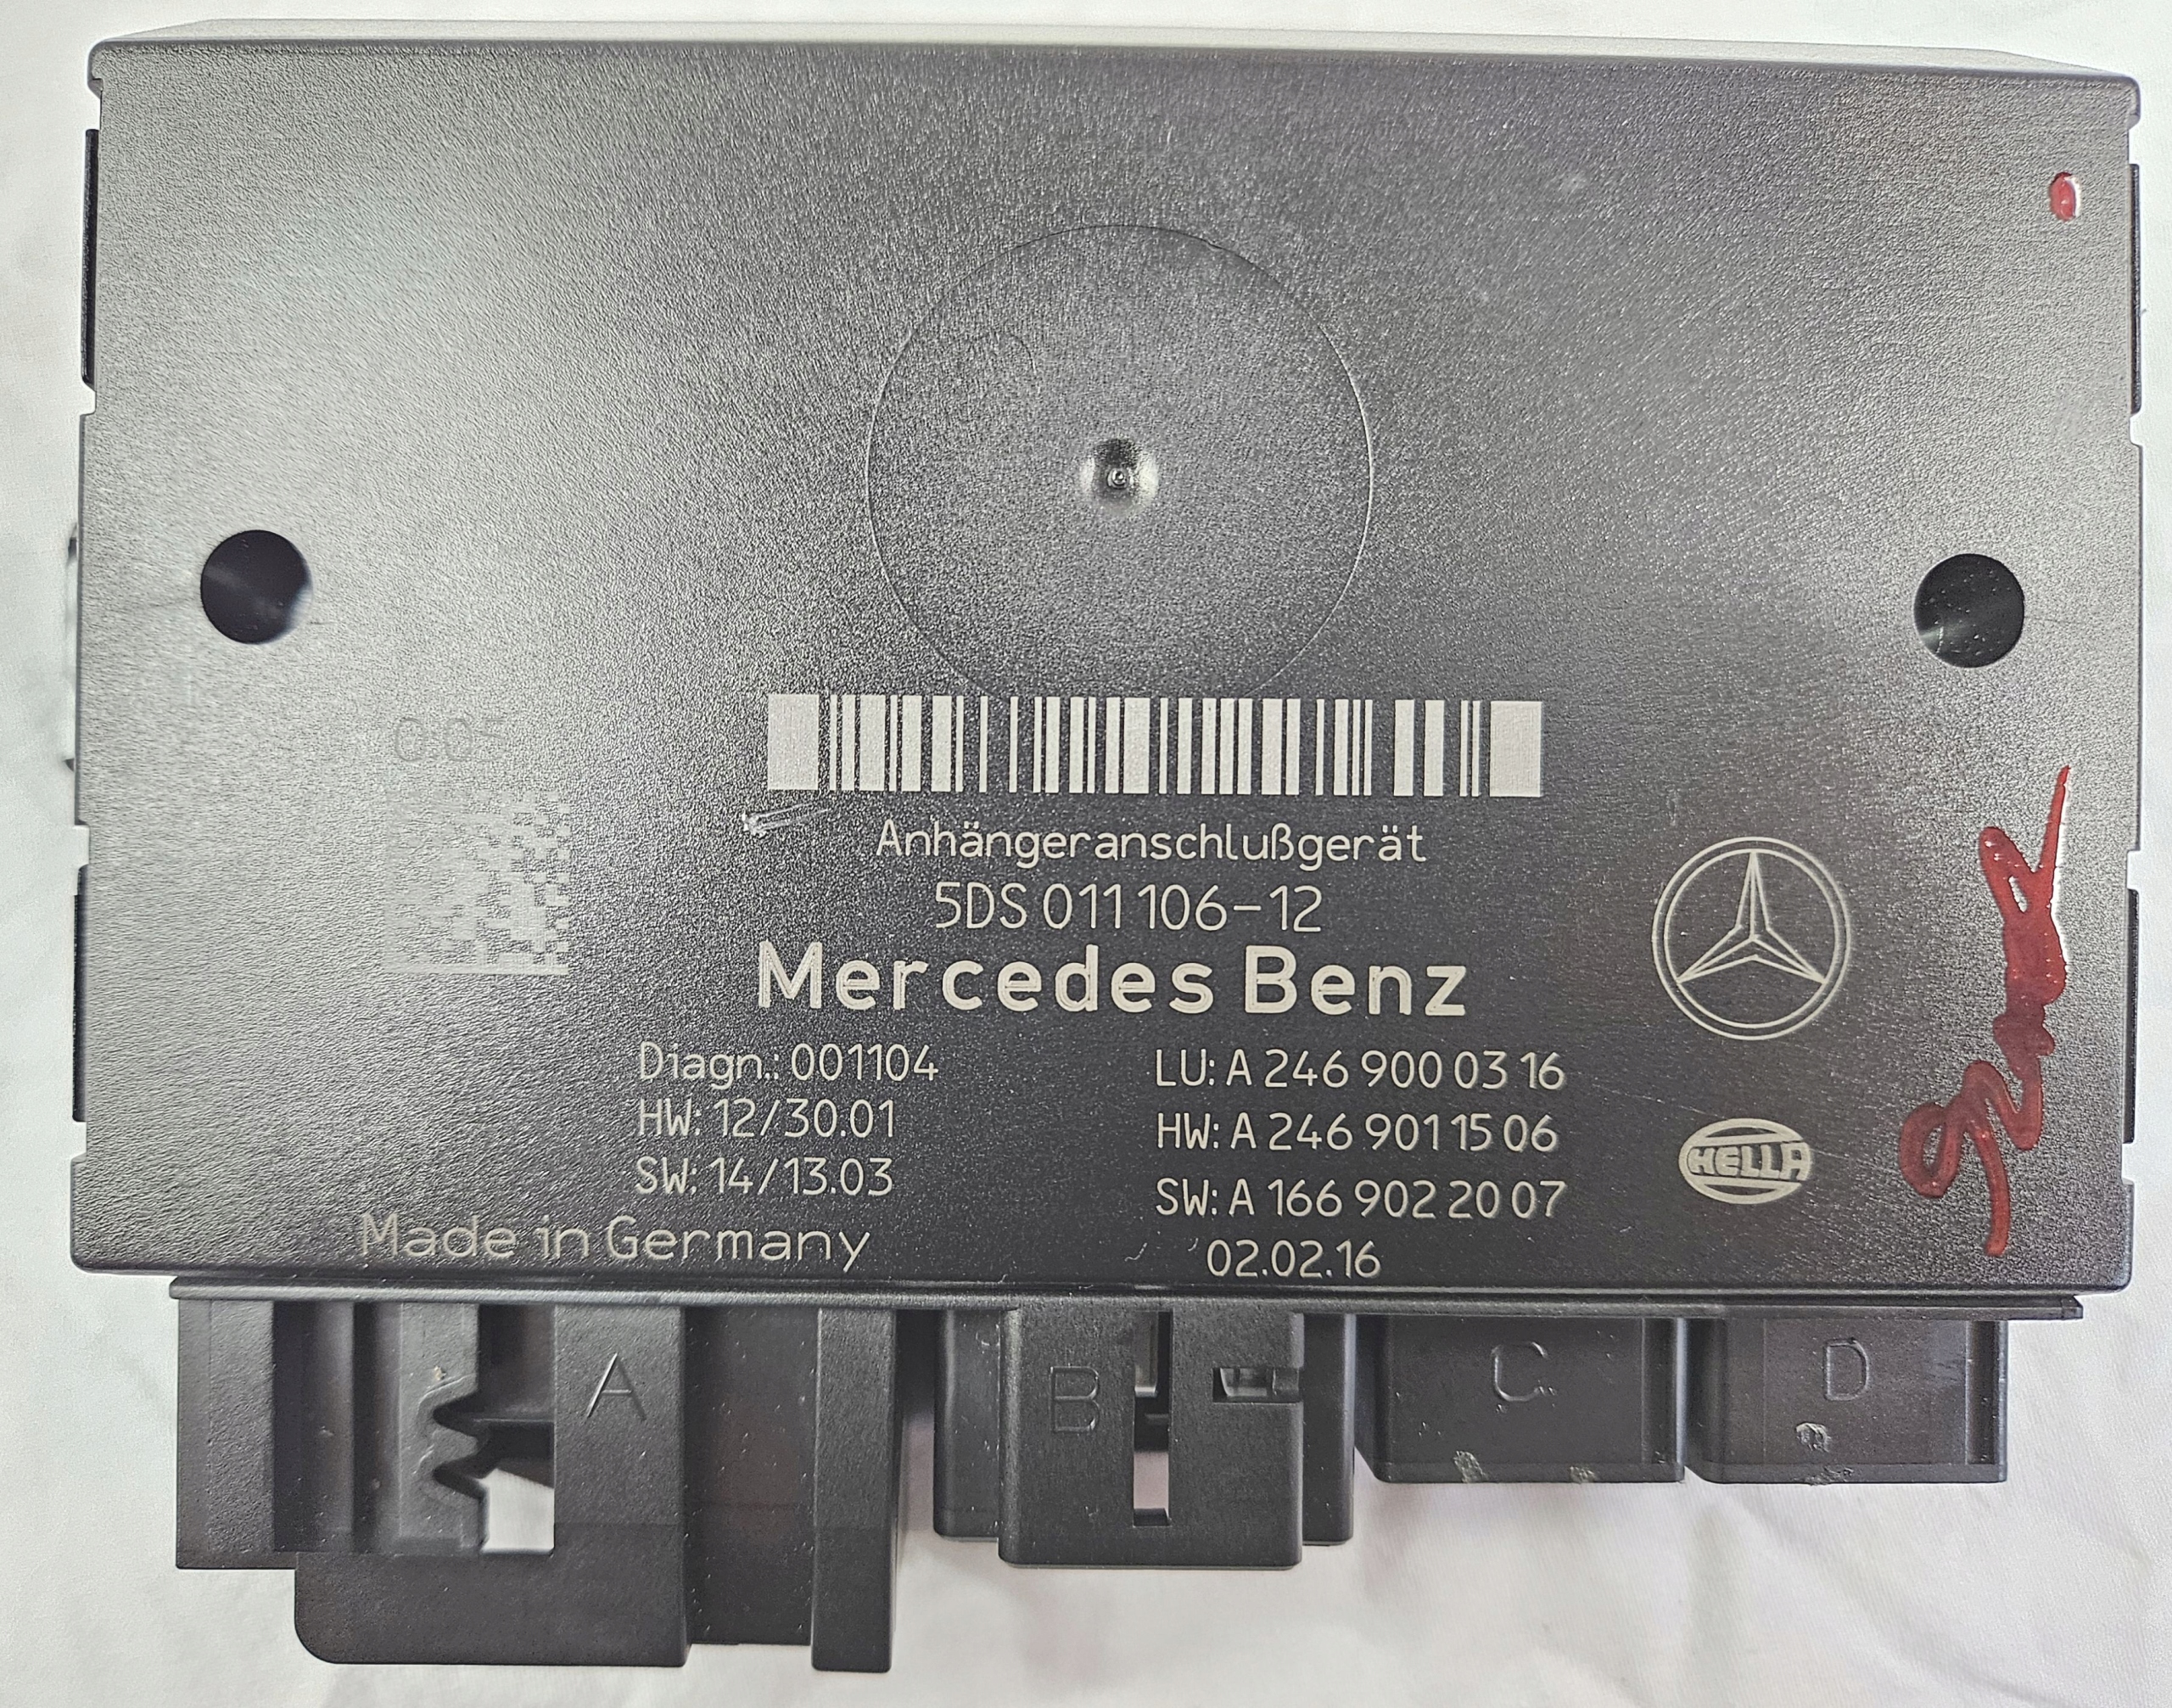 Anhängeranschlußgerät
5DS 011 106-12
Mercedes Benz
Diagn.: 001104
HW: 12/30.01
SW: 14/13.03
Made in Germany
LU: A 246 900 03 16
HW: A 246 901 15 06
SW: A 166 902 20 07
02.02.16
HELLA
A
B
C
D